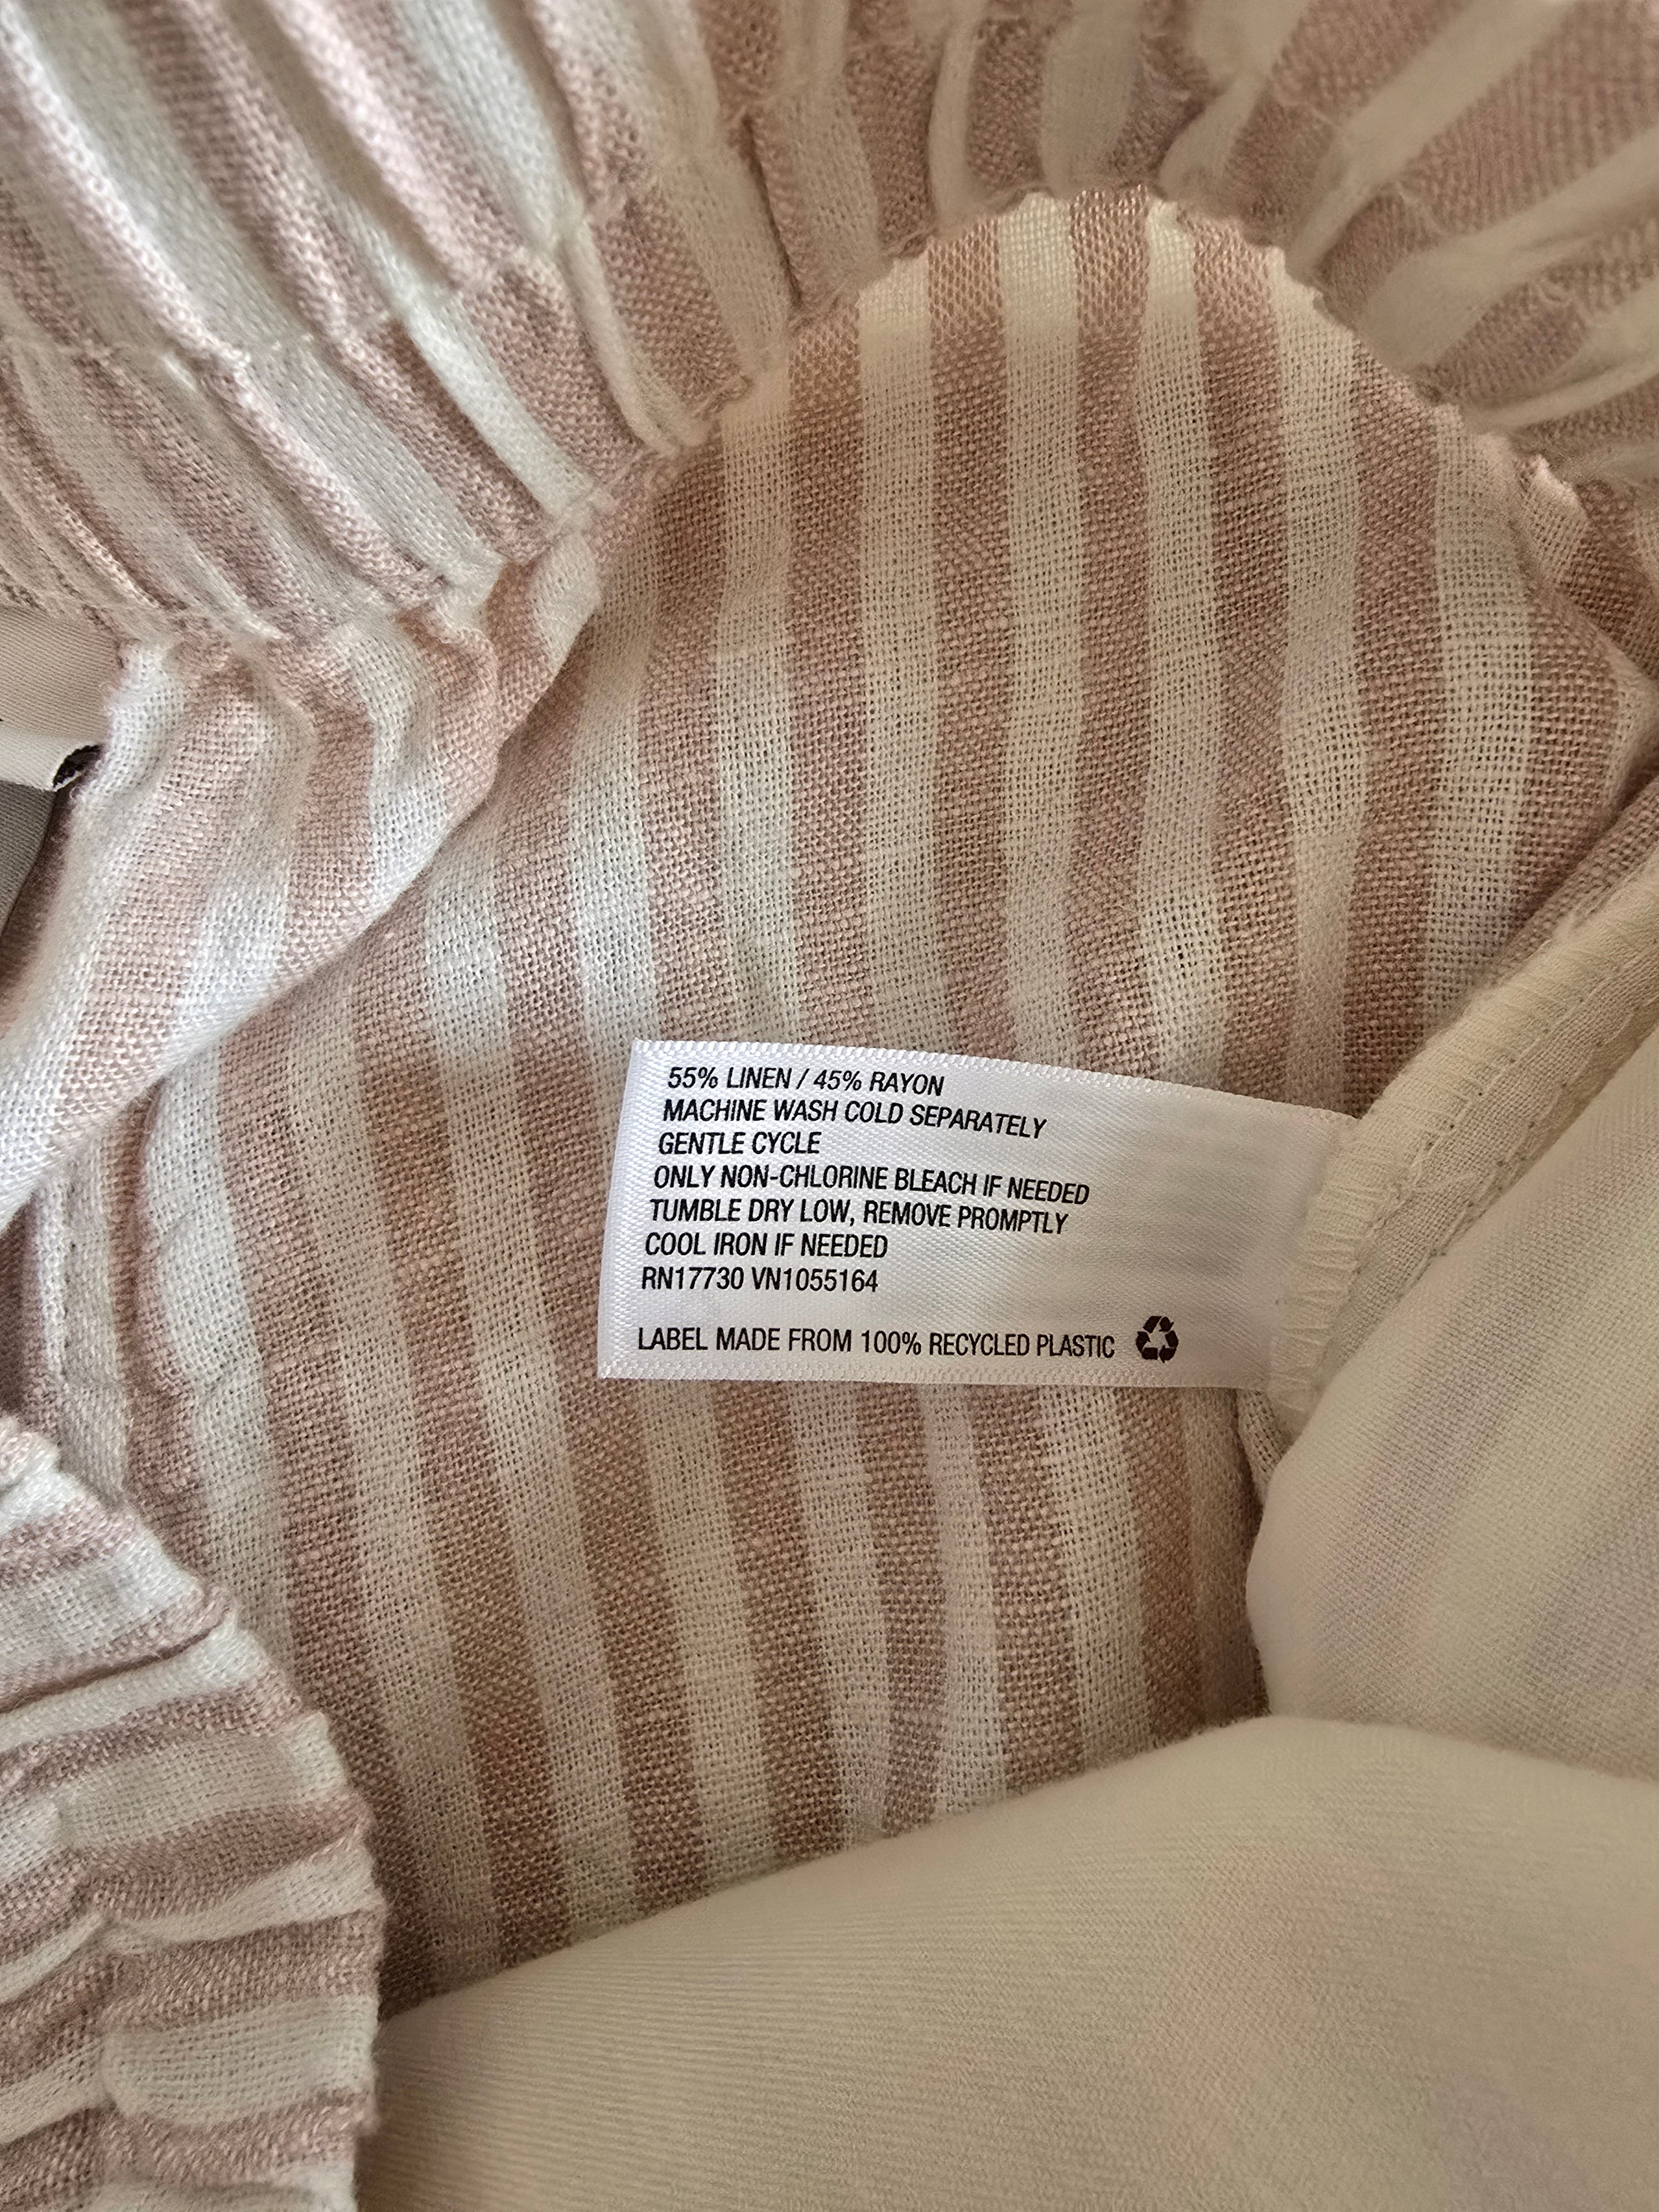 55% LINEN / 45% RAYON
MACHINE WASH COLD SEPARATELY
GENTLE CYCLE
ONLY NON-CHLORINE BLEACH IF NEEDED
TUMBLE DRY LOW, REMOVE PROMPTLY
COOL IRON IF NEEDED
RN17730 VN1055164
LABEL MADE FROM 100% RECYCLED PLASTIC